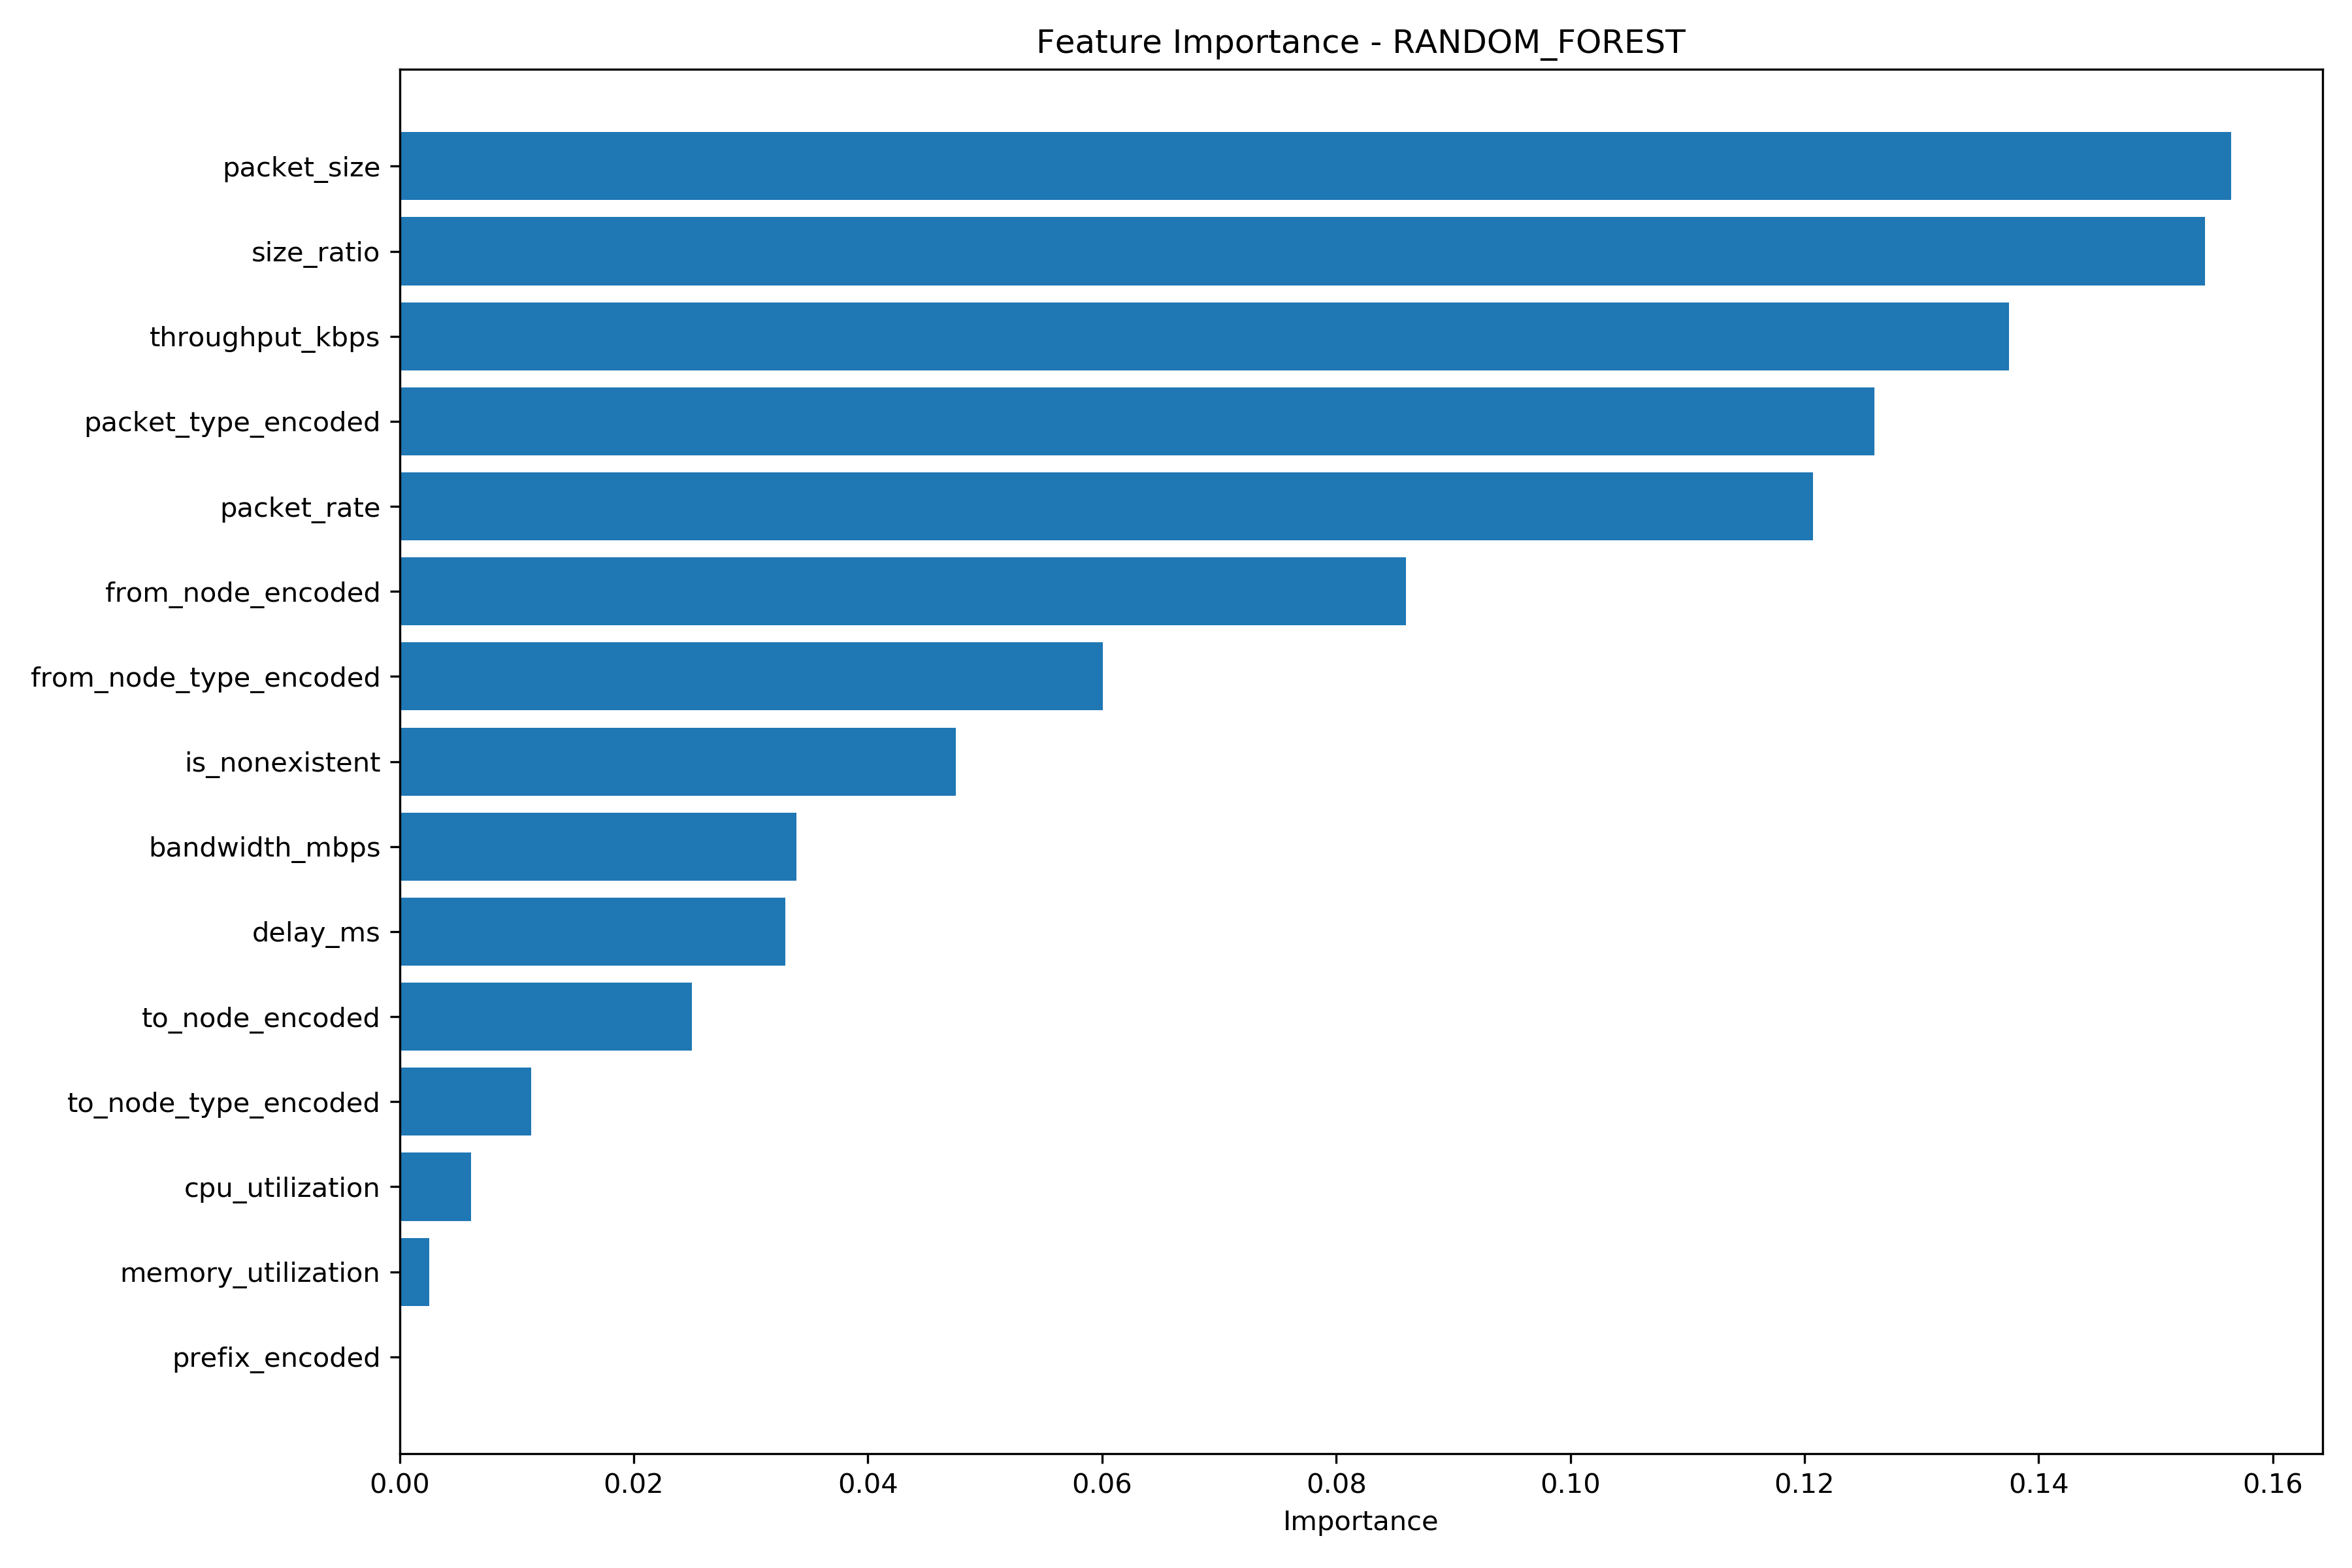 Feature Importance - RANDOM_FOREST
packet_size
size_ratio
throughput_kbps
packet_type_encoded
packet_rate
from_node_encoded
from_node_type_encoded
is_nonexistent
bandwidth_mbps
delay_ms
to_node_encoded
to_node_type_encoded
cpu_utilization
memory_utilization
prefix_encoded
0.00 0.02 0.04 0.06 0.08 0.10 0.12 0.14 0.16
Importance